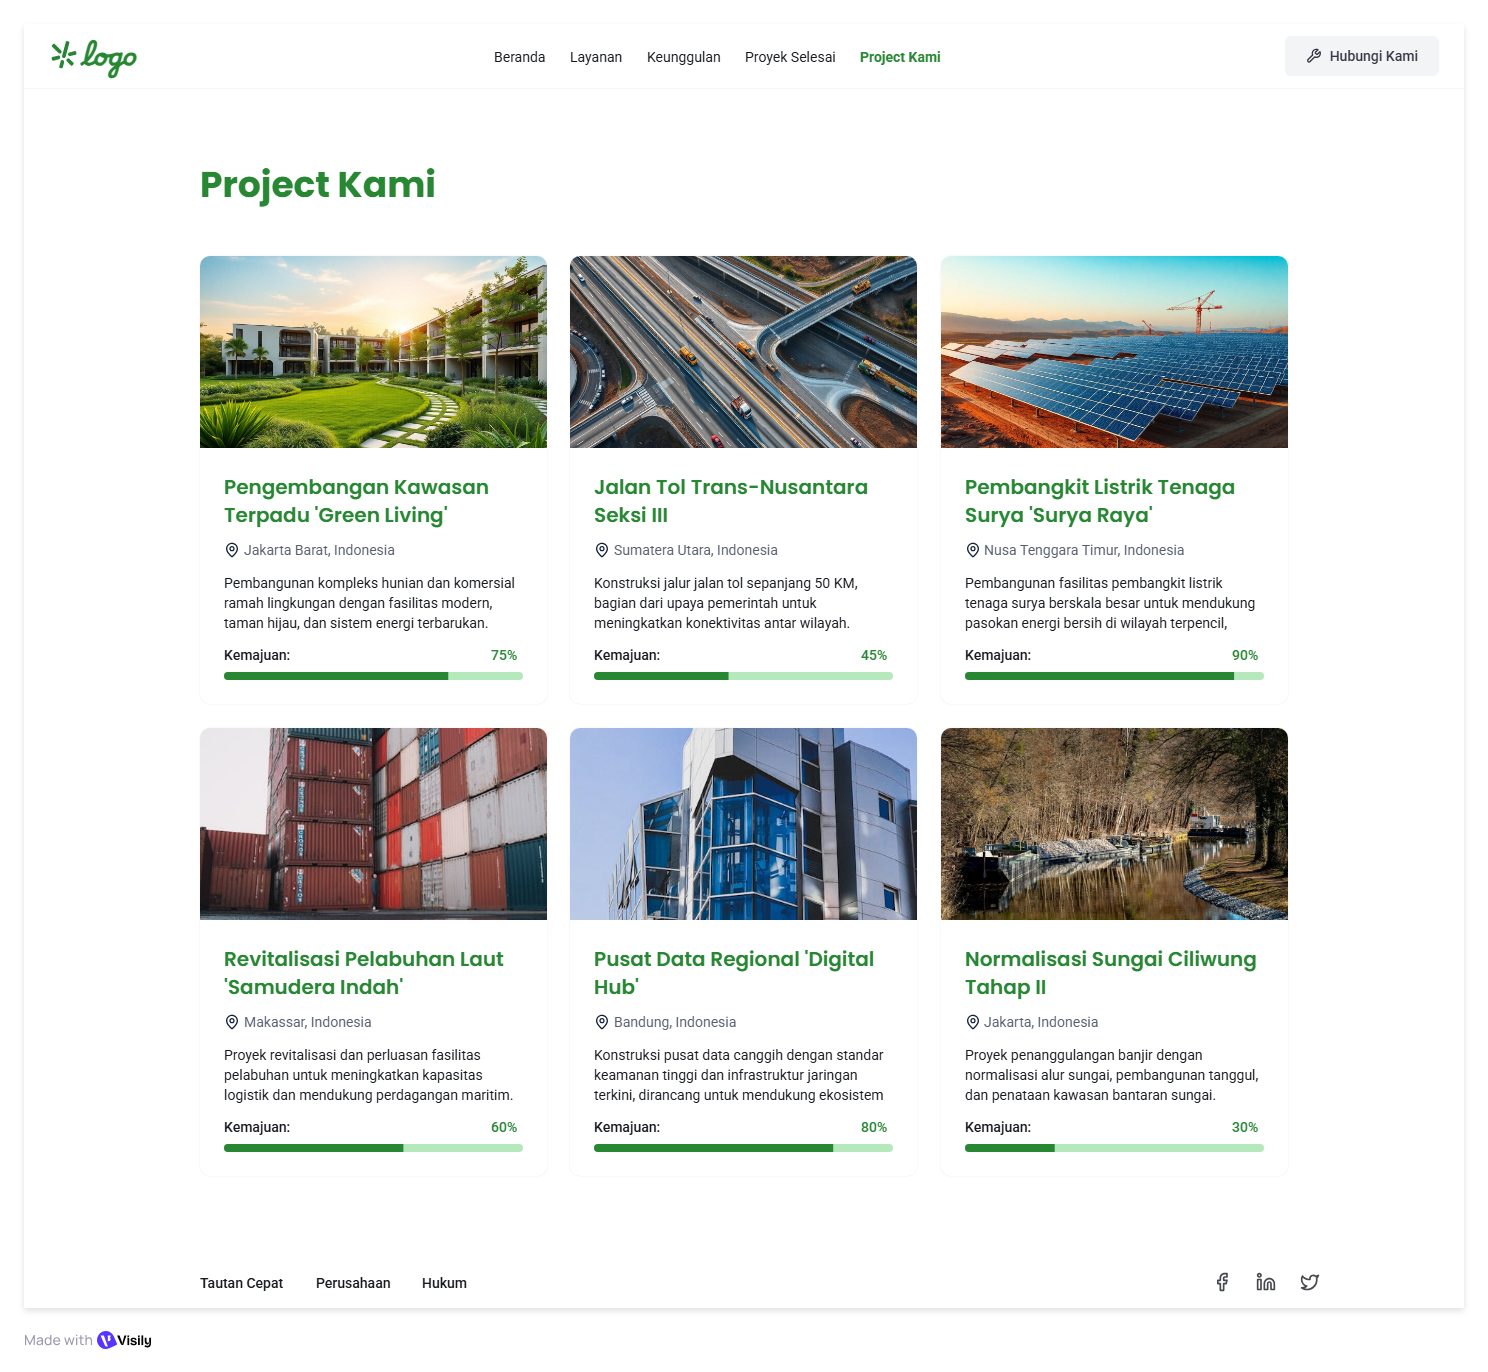 logo
Beranda Layanan Keunggulan Proyek Selesai Project Kami
Hubungi Kami
Project Kami
Pengembangan Kawasan
Terpadu 'Green Living'
Jakarta Barat, Indonesia
Pembangunan kompleks hunian dan komersial
ramah lingkungan dengan fasilitas modern,
taman hijau, dan sistem energi terbarukan.
Kemajuan: 75%
Jalan Tol Trans-Nusantara
Seksi III
Sumatera Utara, Indonesia
Konstruksi jalur jalan tol sepanjang 50 KM,
bagian dari upaya pemerintah untuk
meningkatkan konektivitas antar wilayah.
Kemajuan: 45%
Pembangkit Listrik Tenaga
Surya 'Surya Raya'
Nusa Tenggara Timur, Indonesia
Pembangunan fasilitas pembangkit listrik
tenaga surya berskala besar untuk mendukung
pasokan energi bersih di wilayah terpencil,
Kemajuan: 90%
Revitalisasi Pelabuhan Laut
'Samudera Indah'
Makassar, Indonesia
Proyek revitalisasi dan perluasan fasilitas
pelabuhan untuk meningkatkan kapasitas
logistik dan mendukung perdagangan maritim.
Kemajuan: 60%
Pusat Data Regional 'Digital
Hub'
Bandung, Indonesia
Konstruksi pusat data canggih dengan standar
keamanan tinggi dan infrastruktur jaringan
terkini, dirancang untuk mendukung ekosistem
Kemajuan: 80%
Normalisasi Sungai Ciliwung
Tahap II
Jakarta, Indonesia
Proyek penanggulangan banjir dengan
normalisasi alur sungai, pembangunan tanggul,
dan penataan kawasan bantaran sungai.
Kemajuan: 30%
Tautan Cepat Perusahaan Hukum
Made with Visily